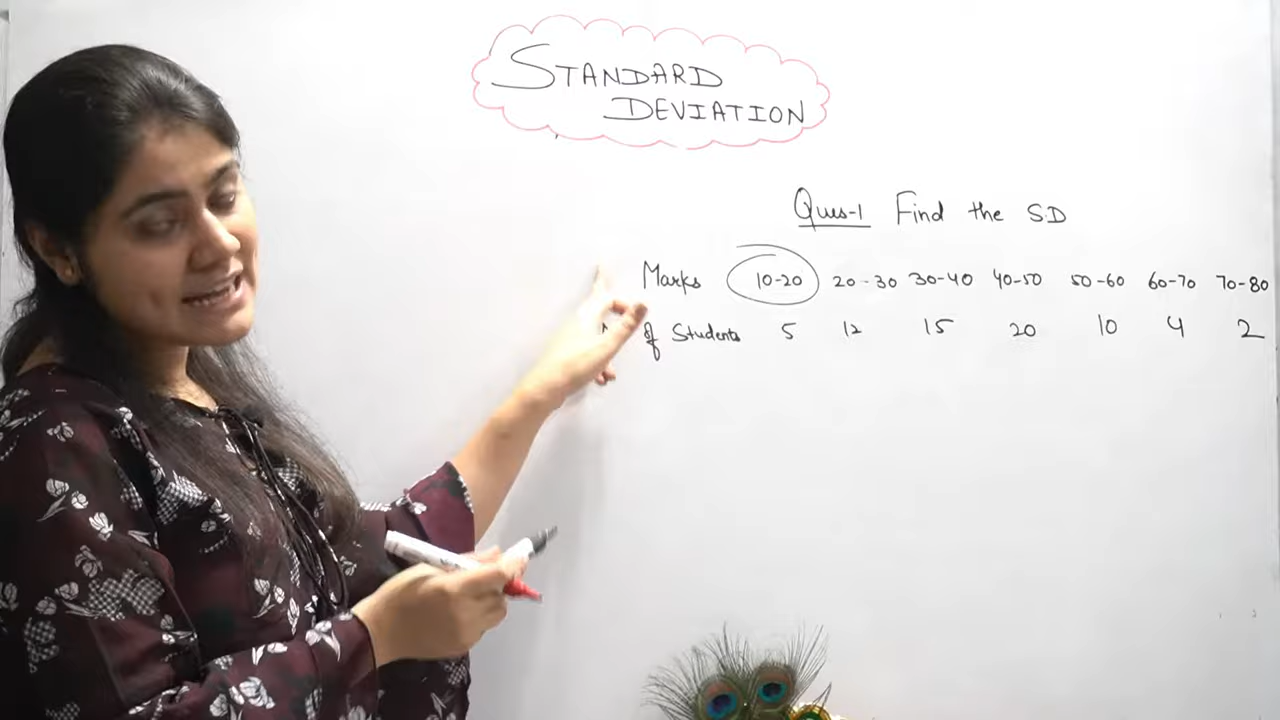 STANDARD
DEVIATION
Ques-1 Find the SD
Marks 10-20 20-30 30-40 40-50 50-60 60-70 70-80
of Students 5 12 15 20 10 4 2